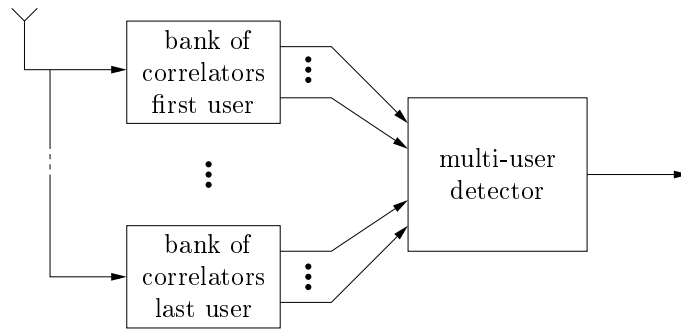 bank of
correlators
first user
multi-user
detector
bank of
correlators
last user